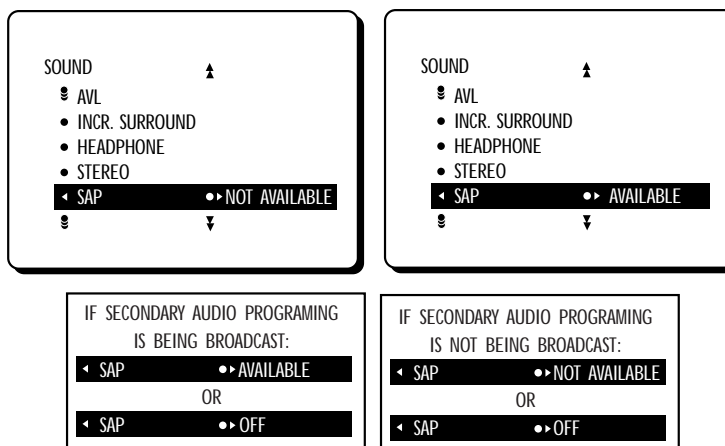 SOUND
AVL
INCR. SURROUND
HEADPHONE
STEREO
SAP NOT AVAILABLE
SOUND
AVL
INCR. SURROUND
HEADPHONE
STEREO
SAP AVAILABLE
IF SECONDARY AUDIO PROGRAMING
IS BEING BROADCAST:
SAP AVAILABLE
OR
SAP OFF
IF SECONDARY AUDIO PROGRAMING
IS NOT BEING BROADCAST:
SAP NOT AVAILABLE
OR
SAP OFF